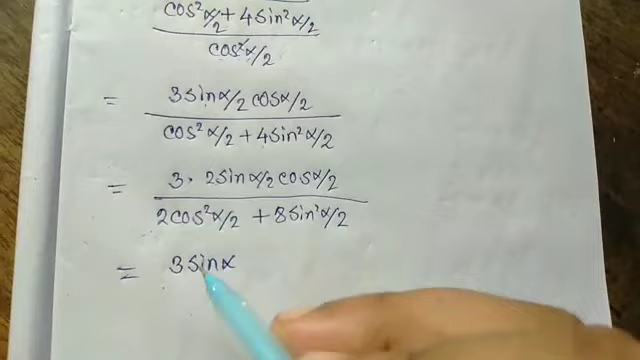 cos²α/2 + 4sin²α/2
cos²α/2
= 3sinα/2 cosα/2
cos²α/2 + 4sin²α/2
= 3·2sinα/2 cosα/2
2cos²α/2 + 8sin²α/2
= 3sinα